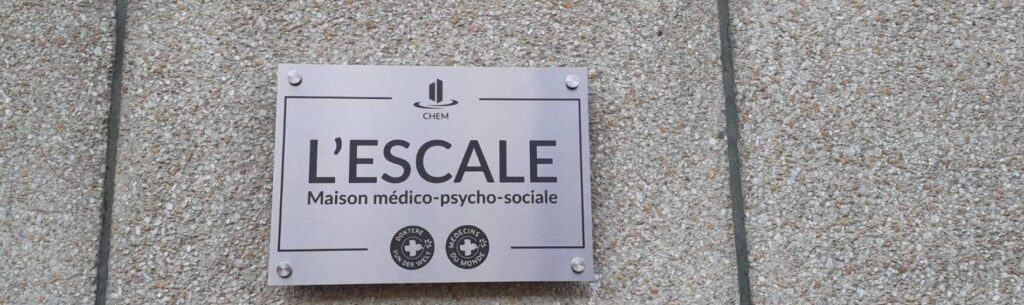 CHEM
L'ESCALE
Maison médico-psycho-sociale
DOKTERE VUN DER WELT
MÉDECINS DU MONDE